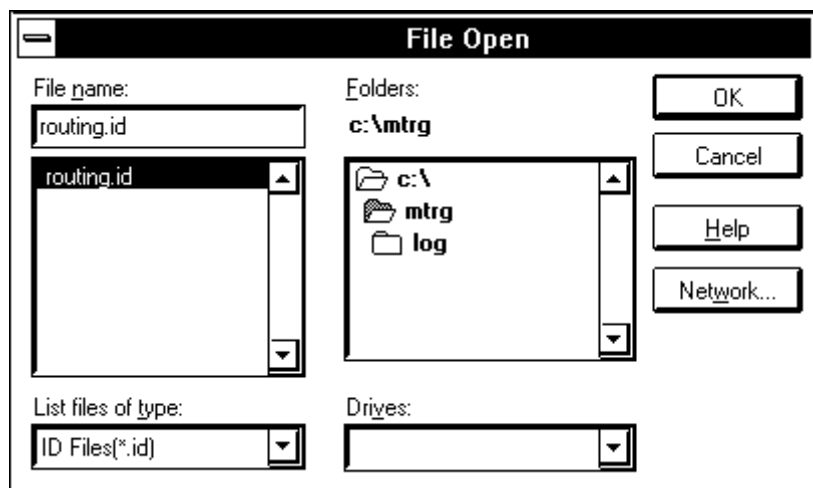 File Open
File name:
routing.id
routing.id
List files of type:
ID Files(*.id)
Folders:
c:\mtrg
c:\
mtrg
log
Drives:
OK
Cancel
Help
Network...